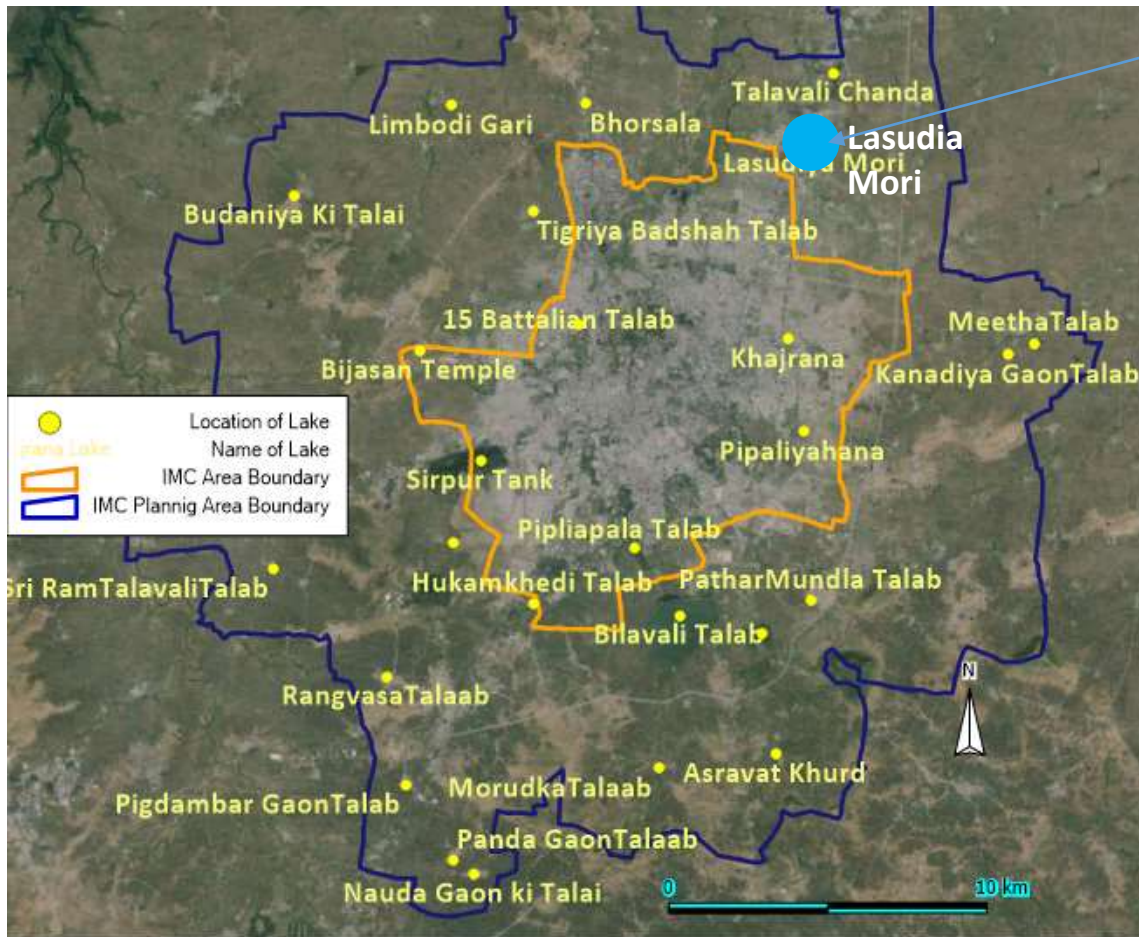 Talavali Chanda
Limbodi Gari
Bhorsala
Lasudia
Mori
Lasudiya Mori
Budaniya Ki Talai
Tigriya Badshah Talab
15 Battalian Talab
MeethaTalab
Khajrana
Bijasan Temple
Kanadiya GaonTalab
Location of Lake
Lake
Name of Lake
IMC Area Boundary
IMC Plannig Area Boundary
Pipaliyahana
Sirpur Tank
Pipliapala Talab
Sri RamTalavaliTalab
Hukamkhedi Talab
PatharMundla Talab
Bilavali Talab
N
RangvasaTalaab
Asravat Khurd
MorudkaTalaab
Pigdambar GaonTalab
Panda GaonTalaab
Nauda Gaon ki Talai
0
10 km